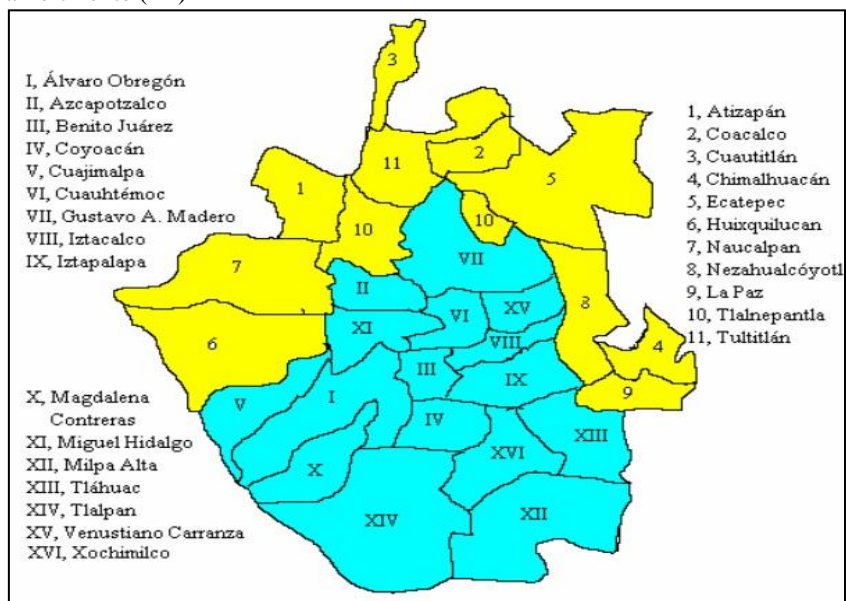 I, Álvaro Obregón
II, Azcapotzalco
III, Benito Juárez
IV, Coyoacán
V, Cuajimalpa
VI, Cuauhtémoc
VII, Gustavo A. Madero
VIII, Iztacalco
IX, Iztapalapa
X, Magdalena
Contreras
XI, Miguel Hidalgo
XII, Milpa Alta
XIII, Tláhuac
XIV, Tlalpan
XV, Venustiano Carranza
XVI, Xochimilco
3
11
2
1
5
10
10
7
VII
II
8
VI
XV
XI
VIII
6
4
III
IX
9
V
I
IV
XIII
XVI
X
XIV
XII
1, Atizapán
2, Coacalco
3, Cuautitlán
4, Chimalhuacán
5, Ecatepec
6, Huixquilucan
7, Naucalpan
8, Nezahualcóyotl
9, La Paz
10, Tlalnepantla
11, Tultitlán